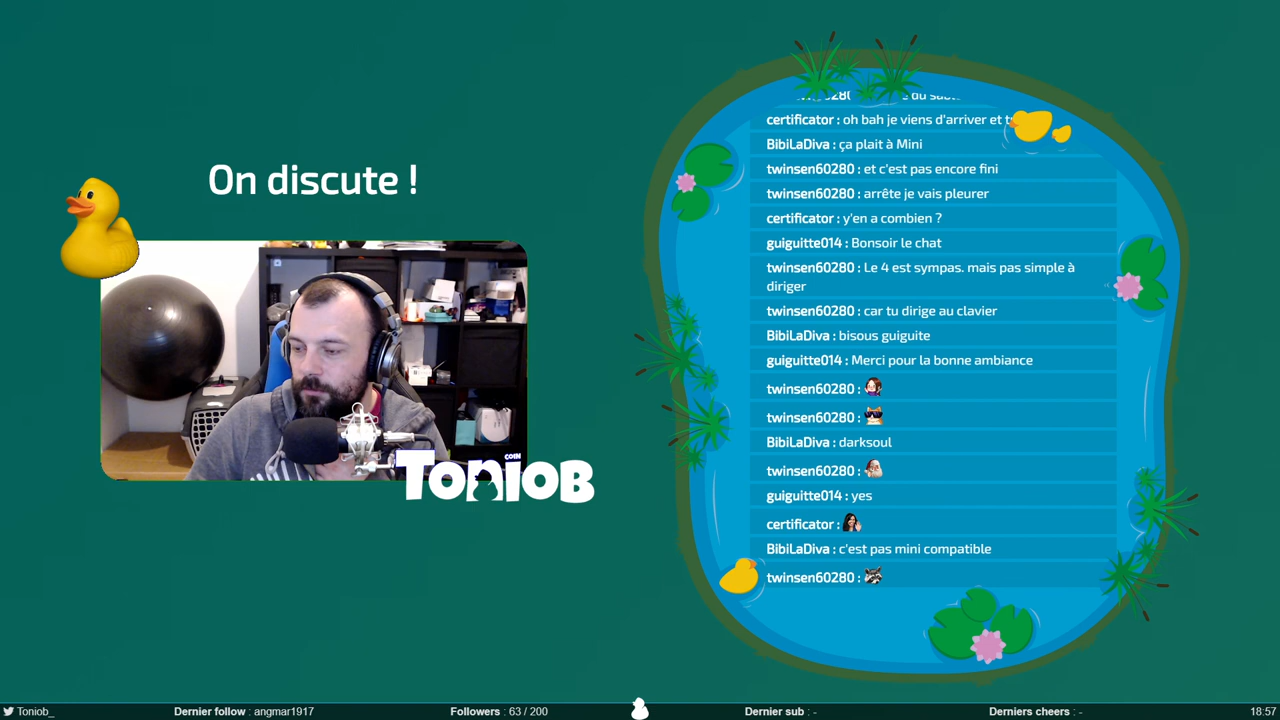 On discute !
COIN
TONIOB
certificator : oh bah je viens d'arriver et
BibiLaDiva : ça plait à Mini
twinsen60280 : et c'est pas encore fini
twinsen60280 : arrête je vais pleurer
certificator : y'en a combien ?
guiguitte014 : Bonsoir le chat
twinsen60280 : Le 4 est sympas. mais pas simple à
diriger
twinsen60280 : car tu dirige au clavier
BibiLaDiva : bisous guiguite
guiguitte014 : Merci pour la bonne ambiance
twinsen60280 :
twinsen60280 :
BibiLaDiva : darksoul
twinsen60280 :
guiguitte014 : yes
certificator :
BibiLaDiva : c'est pas mini compatible
twinsen60280 :
Toniob_ Dernier follow : angmar1917 Followers : 63 / 200 Dernier sub : - Derniers cheers : - 18:57